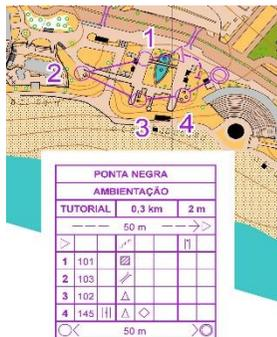 1
2
3 4
PONTA NEGRA
AMBIENTAÇÃO
TUTORIAL 0,3 km 2 m
50 m
1 101
2 103
3 102
4 145
50 m